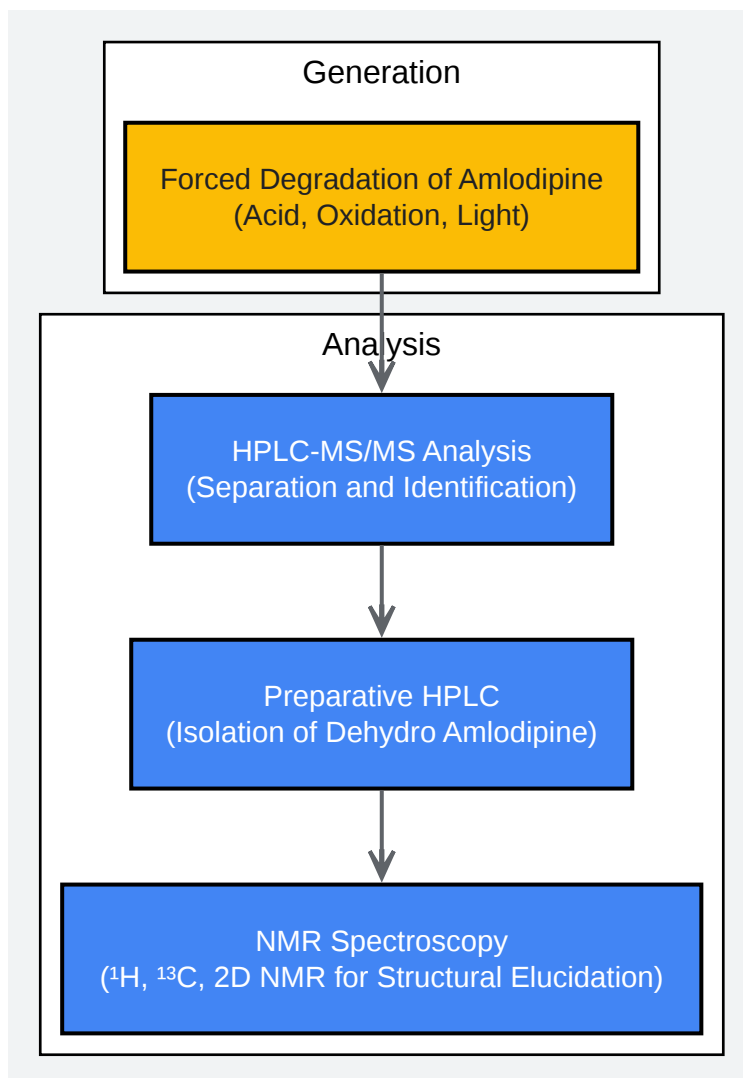 Generation
Forced Degradation of Amlodipine
(Acid, Oxidation, Light)
Analysis
HPLC-MS/MS Analysis
(Separation and Identification)
Preparative HPLC
(Isolation of Dehydro Amlodipine)
NMR Spectroscopy
(¹H, ¹³C, 2D NMR for Structural Elucidation)